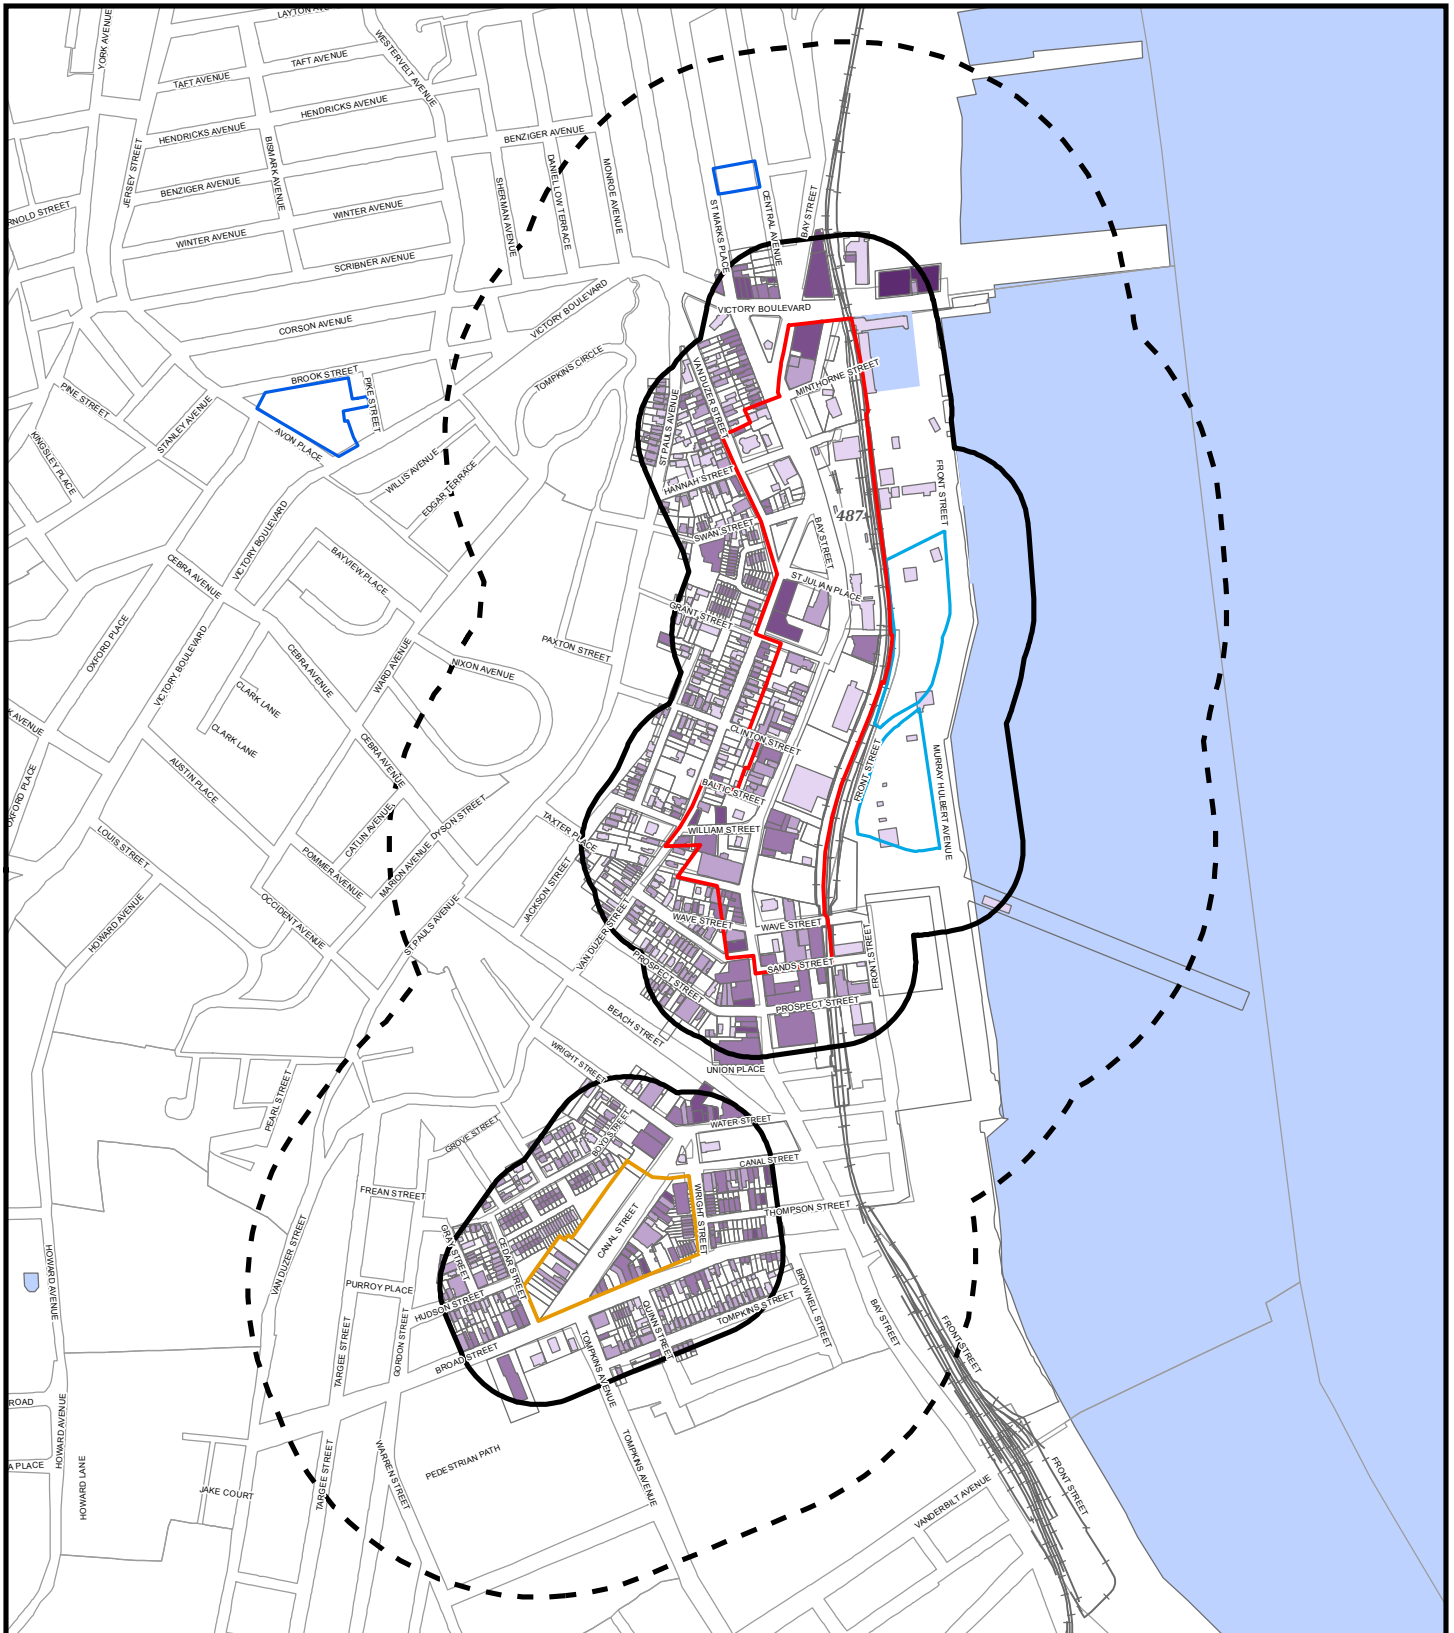 LAYTON AVENUE
YORK AVENUE
WESTERVELT AVENUE
TAFT AVENUE
TAFT AVENUE
HENDRICKS AVENUE
HENDRICKS AVENUE
BENZIGER AVENUE
JERSEY STREET
BISMARK AVENUE
DANIEL LOW TERRACE
MONROE AVENUE
BENZIGER AVENUE
SHERMAN AVENUE
ST MARKS PLACE
CENTRAL AVENUE
BAY STREET
WINTER AVENUE
WINTER AVENUE
SCRIBNER AVENUE
VICTORY BOULEVARD
VICTORY BOULEVARD
CORSON AVENUE
TOMPKINS CIRCLE
MINTHORNE STREET
BROOK STREET
PIKE STREET
PINE STREET
STANLEY AVENUE
AVON PLACE
KINGSLEY PLACE
VAN DUZER STREET
ST PAULS AVENUE
WILLIS AVENUE
EDGAR TERRACE
HANNAH STREET
FRONT STREET
487
SWAN STREET
BAY STREET
VICTORY BOULEVARD
CEBRA AVENUE
BAYVIEW PLACE
ST JULIAN PLACE
GRANT STREET
OXFORD PLACE
VICTORY BOULEVARD
CEBRA AVENUE
WARD AVENUE
NIXON AVENUE
PAXTON STREET
CLARK LANE
CLARK LANE
CLINTON STREET
CEBRA AVENUE
FRONT STREET
MURRAY HULBERT AVENUE
AUSTIN PLACE
OXFORD PLACE
BALTIC STREET
WILLIAM STREET
LOUIS STREET
CATLIN AVENUE
DYSON STREET
TAXTER PLACE
POMMER AVENUE
MARION AVENUE
JACKSON STREET
HOWARD AVENUE
OCCIDENT AVENUE
ST PAULS AVENUE
VAN DUZER STREET
WAVE STREET
WAVE STREET
FRONT STREET
SANDS STREET
PROSPECT STREET
PROSPECT STREET
BEACH STREET
WRIGHT STREET
UNION PLACE
PEARL STREET
GROVE STREET
BOYD STREET
WATER STREET
CANAL STREET
FREAN STREET
WRIGHT STREET
THOMPSON STREET
CANAL STREET
GRAY STREET
CEDAR STREET
HOWARD AVENUE
VAN DUZER STREET
PURROY PLACE
HUDSON STREET
QUINN STREET
TOMPKINS STREET
BROWNELL STREET
BAY STREET
FRONT STREET
TARGEE STREET
GORDON STREET
BROAD STREET
TOMPKINS AVENUE
ROAD
HOWARD AVENUE
A PLACE
HOWARD LANE
JAKE COURT
TARGEE STREET
WARREN STREET
PEDESTRIAN PATH
TOMPKINS AVENUE
VANDERBILT AVENUE
FRONT STREET